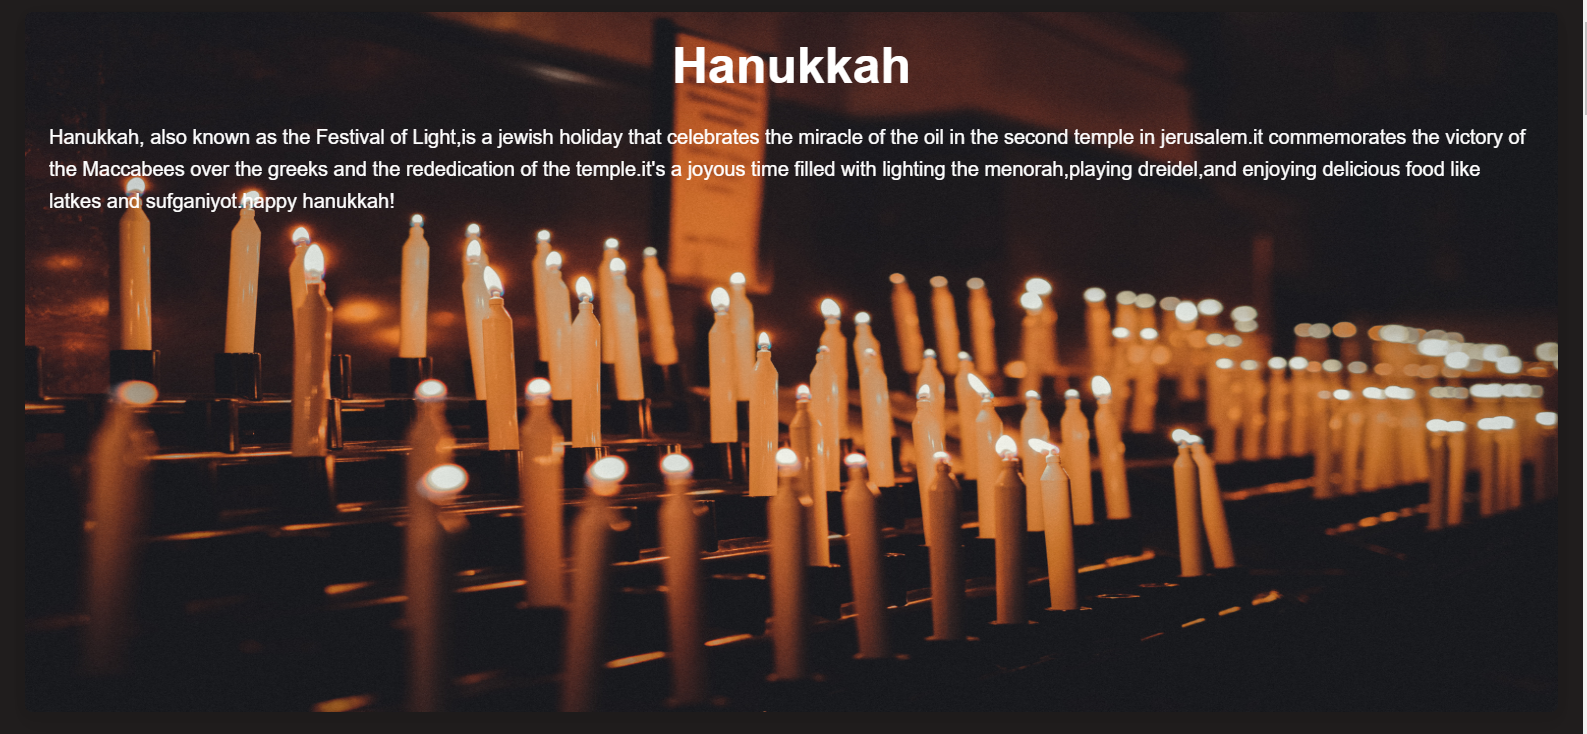 Hanukkah
Hanukkah, also known as the Festival of Light,is a jewish holiday that celebrates the miracle of the oil in the second temple in jerusalem.it commemorates the victory of
the Maccabees over the greeks and the rededication of the temple.it's a joyous time filled with lighting the menorah,playing dreidel,and enjoying delicious food like
latkes and sufganiyot.happy hanukkah!